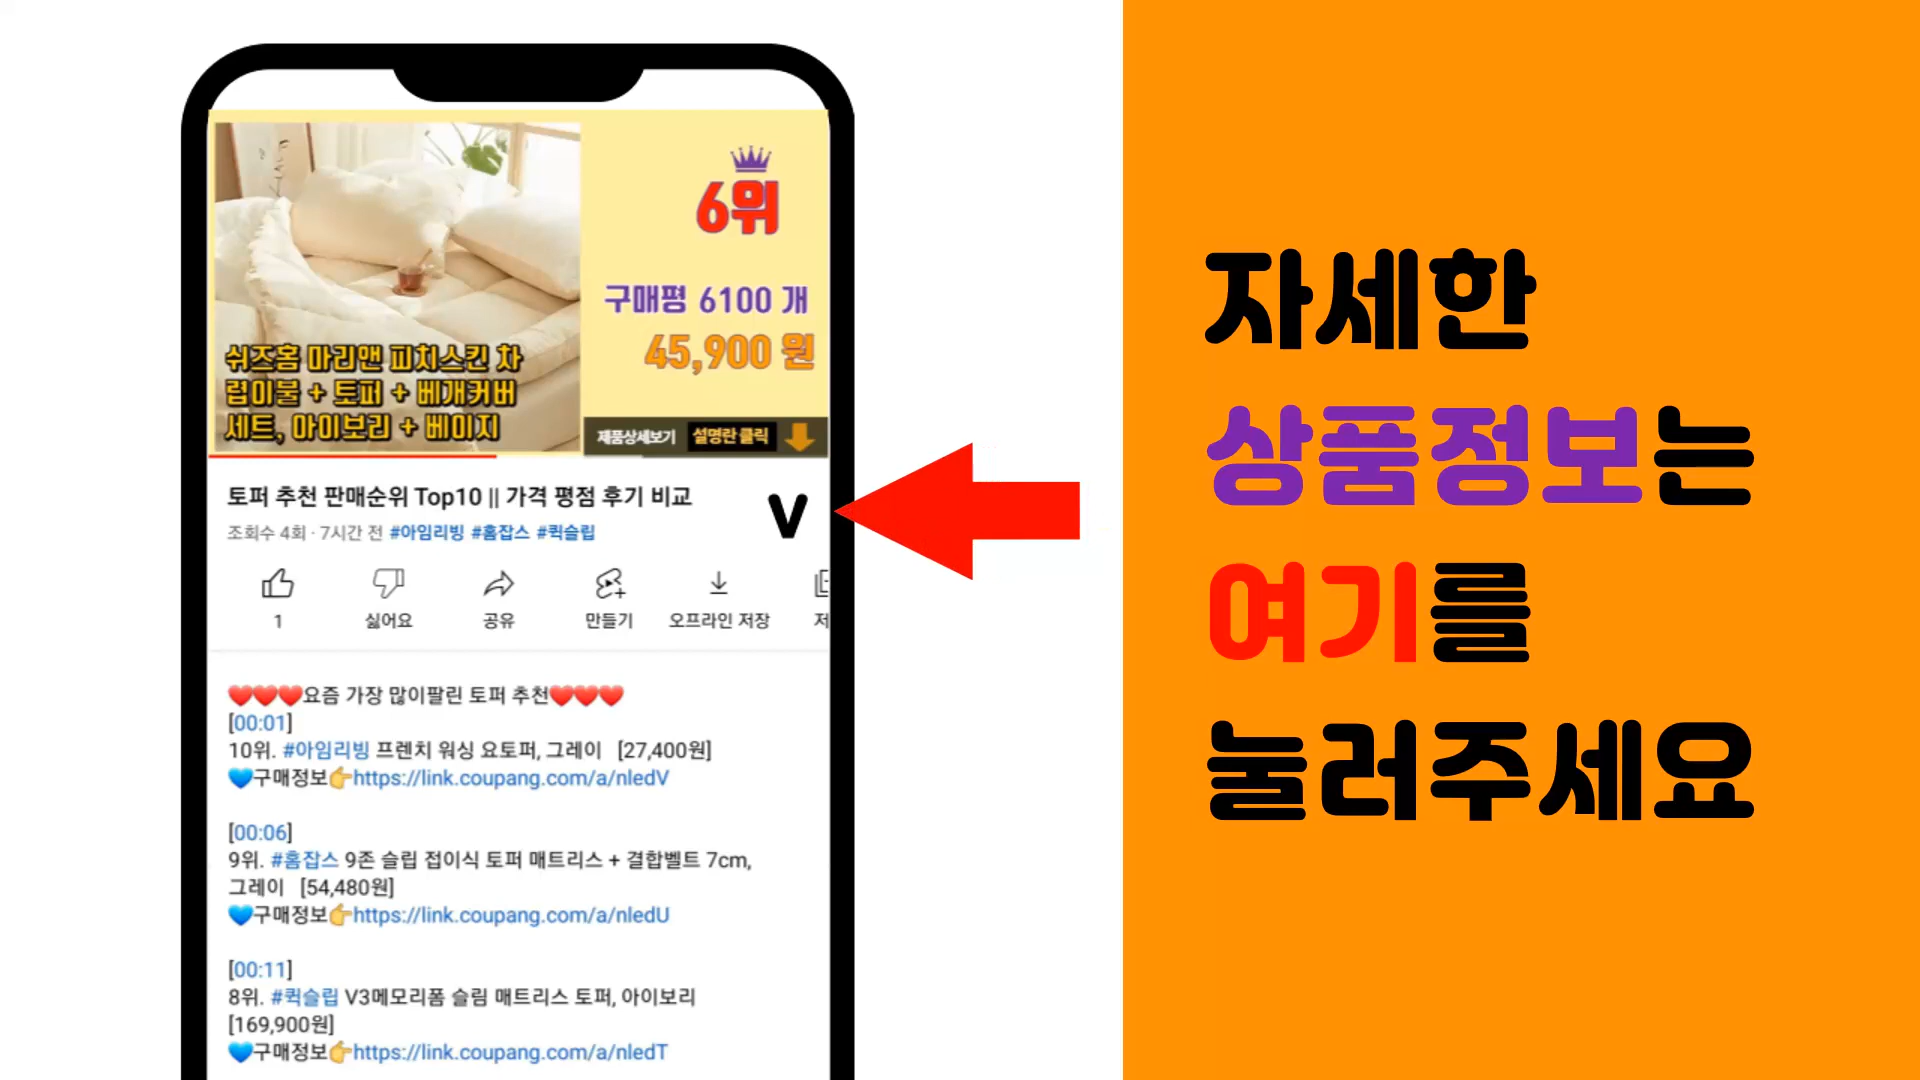 6위
구매평 6100 개
45,900 원
쉬즈홈 마리앤 피치스킨 차
렵이불 + 토퍼 + 베개커버
세트, 아이보리 + 베이지
제품상세보기 설명란 클릭
토퍼 추천 판매순위 Top10 || 가격 평점 후기 비교
V
조회수 4회 · 7시간 전 #아임리빙 #홈잡스 #퀵슬립
1 싫어요 공유 만들기 오프라인 저장 저
❤❤❤요즘 가장 많이팔린 토퍼 추천❤❤❤
[00:01]
10위. #아임리빙 프렌치 워싱 요토퍼, 그레이 [27,400원]
💙구매정보👉https://link.coupang.com/a/nledV
[00:06]
9위. #홈잡스 9존 슬립 접이식 토퍼 매트리스 + 결합벨트 7cm,
그레이 [54,480원]
💙구매정보👉https://link.coupang.com/a/nledU
[00:11]
8위. #퀵슬립 V3메모리폼 슬림 매트리스 토퍼, 아이보리
[169,900원]
💙구매정보👉https://link.coupang.com/a/nledT
자세한
상품정보는
여기를
눌러주세요